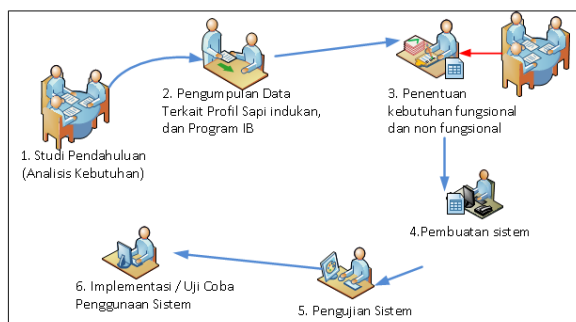 1. Studi Pendahuluan
(Analisis Kebutuhan)
2. Pengumpulan Data
Terkait Profil Sapi indukan,
dan Program IB
3. Penentuan
kebutuhan fungsional
dan non fungsional
4.Pembuatan sistem
5. Pengujian Sistem
6. Implementasi / Uji Coba
Penggunaan Sistem